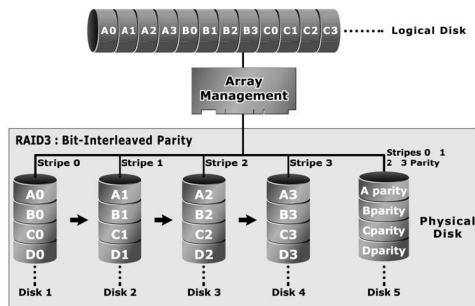 A0 A1 A2 A3 B0 B1 B2 B3 C0 C1 C2 C3 Logical Disk
Array
Management
RAID3 : Bit-Interleaved Parity
Stripe 0 Stripe 1 Stripe 2 Stripe 3 Stripes 0 1
2 3 Parity
A0 A1 A2 A3 A parity
B0 B1 B2 B3 Bparity
C0 C1 C2 C3 Cparity
D0 D1 D2 D3 Dparity
Physical
Disk
Disk 1 Disk 2 Disk 3 Disk 4 Disk 5